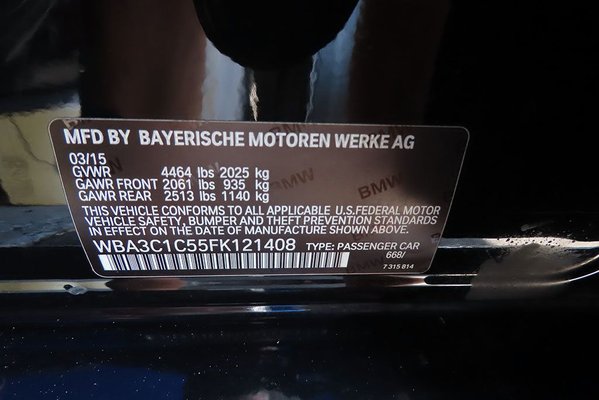 MFD BY BAYERISCHE MOTOREN WERKE AG
03/15
GVWR 4464 lbs 2025 kg
GAWR FRONT 2061 lbs 935 kg
GAWR REAR 2513 lbs 1140 kg
THIS VEHICLE CONFORMS TO ALL APPLICABLE U.S.FEDERAL MOTOR
VEHICLE SAFETY, BUMPER AND THEFT PREVENTION STANDARDS
IN EFFECT ON THE DATE OF MANUFACTURE SHOWN ABOVE.
WBA3C1C55FK121408 TYPE: PASSENGER CAR
668/
7 315 814
BMW
BMW
BMW